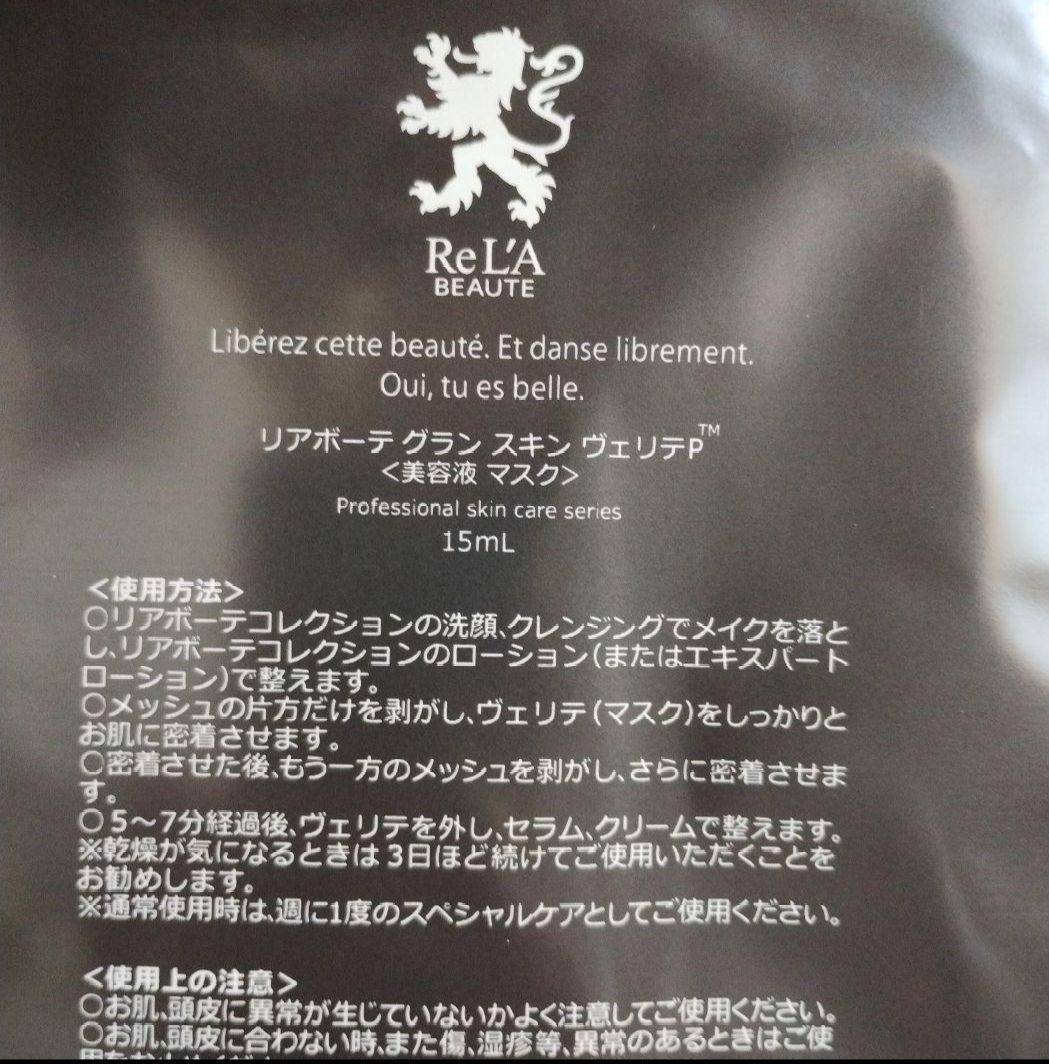 Re L'A
BEAUTE
Libérez cette beauté. Et danse librement.
Oui, tu es belle.
リアボーテ グラン スキン ヴェリテP™
＜美容液 マスク＞
Professional skin care series
15mL
＜使用方法＞
○リアボーテコレクションの洗顔、クレンジングでメイクを落と
し、リアボーテコレクションのローション（またはエキスパート
ローション）で整えます。
○メッシュの片方だけを剥がし、ヴェリテ（マスク）をしっかりと
お肌に密着させます。
○密着させた後、もう一方のメッシュを剥がし、さらに密着させま
す。
○5～7分経過後、ヴェリテを外し、セラム、クリームで整えます。
※乾燥が気になるときは 3日ほど続けてご使用いただくことを
お勧めします。
※通常使用時は、週に1度のスペシャルケアとしてご使用ください。
＜使用上の注意＞
○お肌、頭皮に異常が生じていないかよく注意してご使用ください。
○お肌、頭皮に合わない時、また傷、湿疹等、異常のあるときはご使